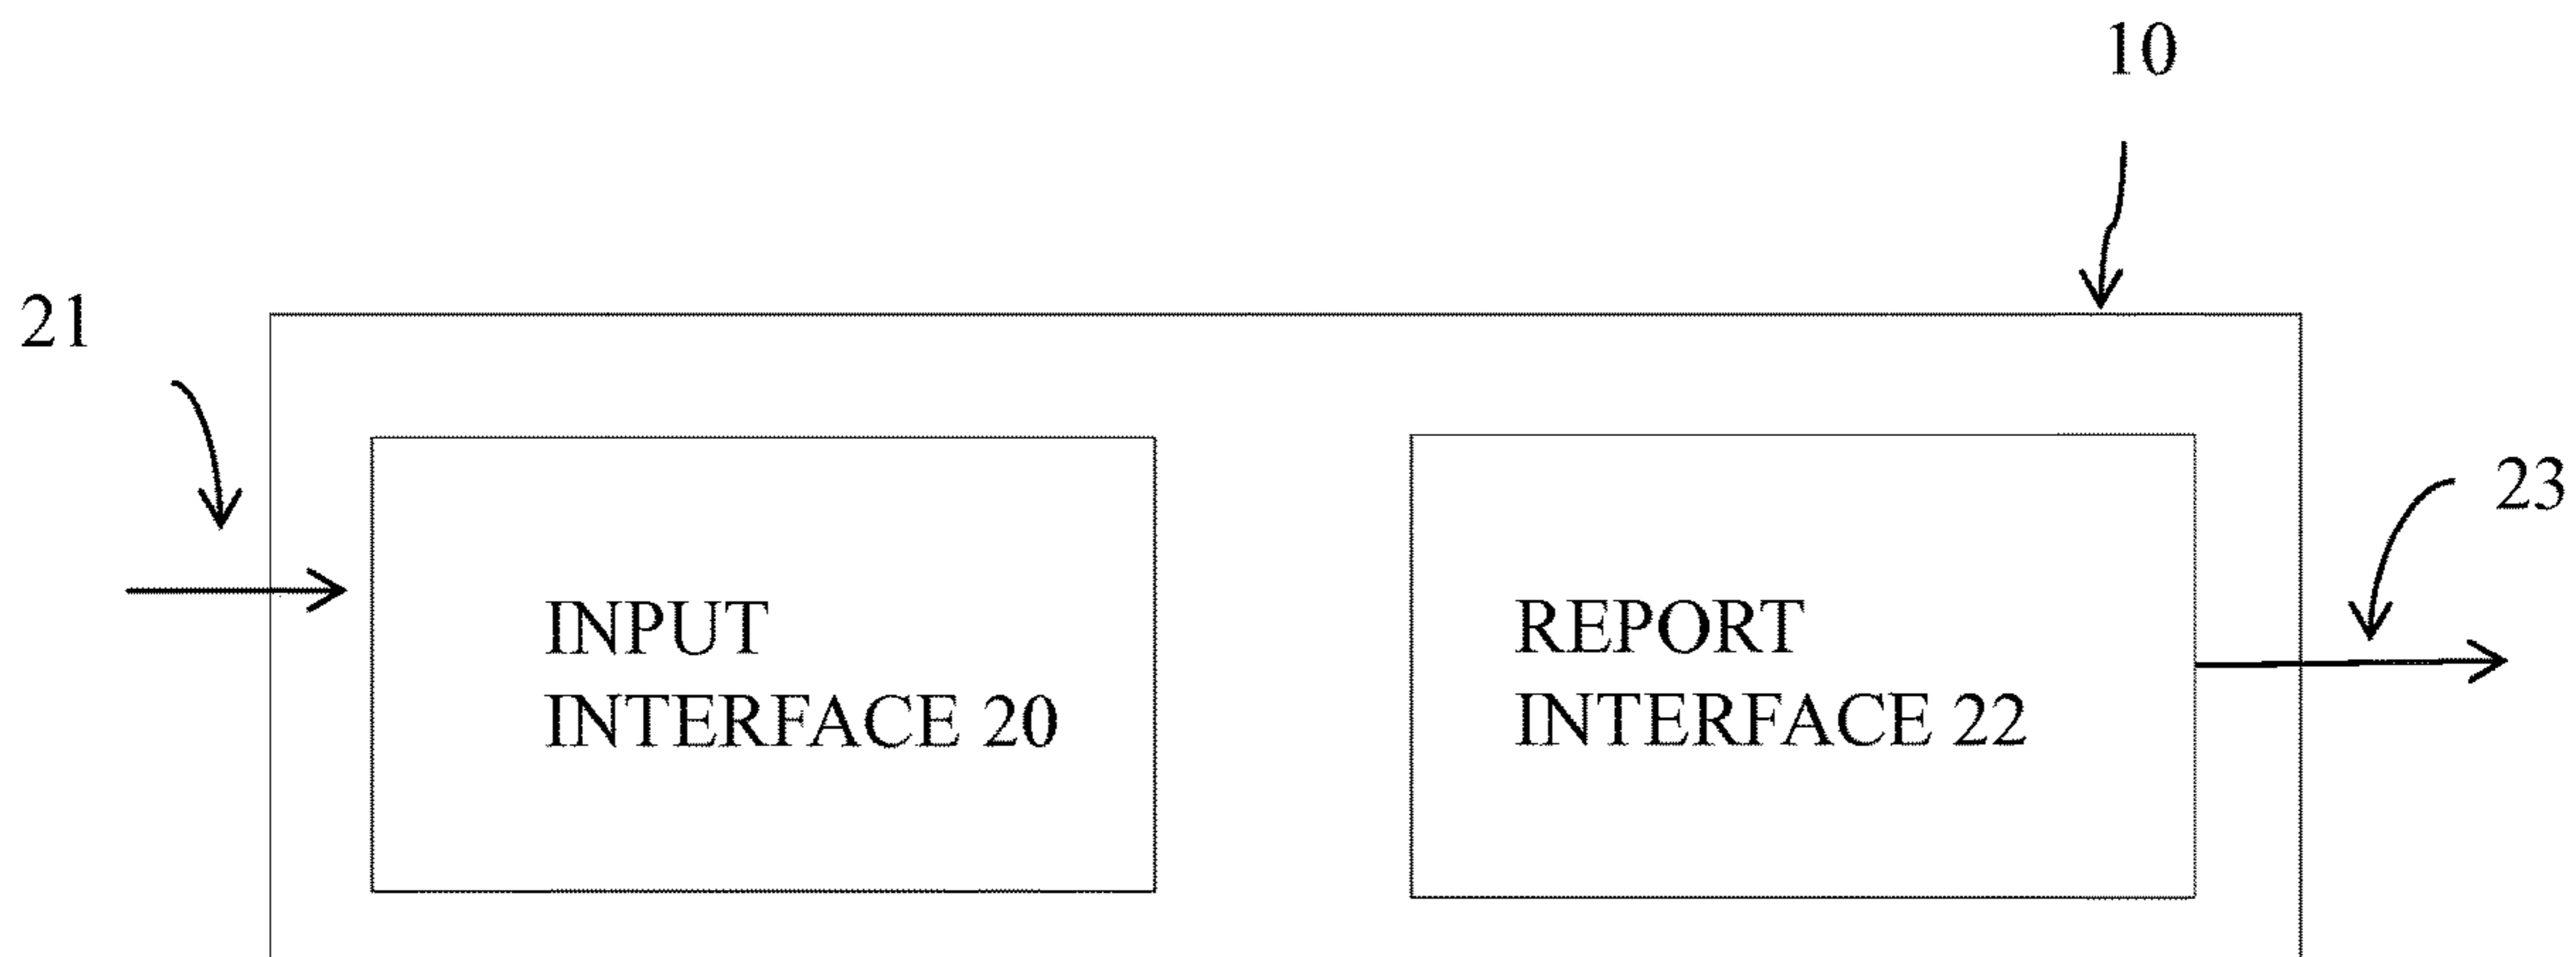 10
21
23
INPUT
INTERFACE 20
REPORT
INTERFACE 22